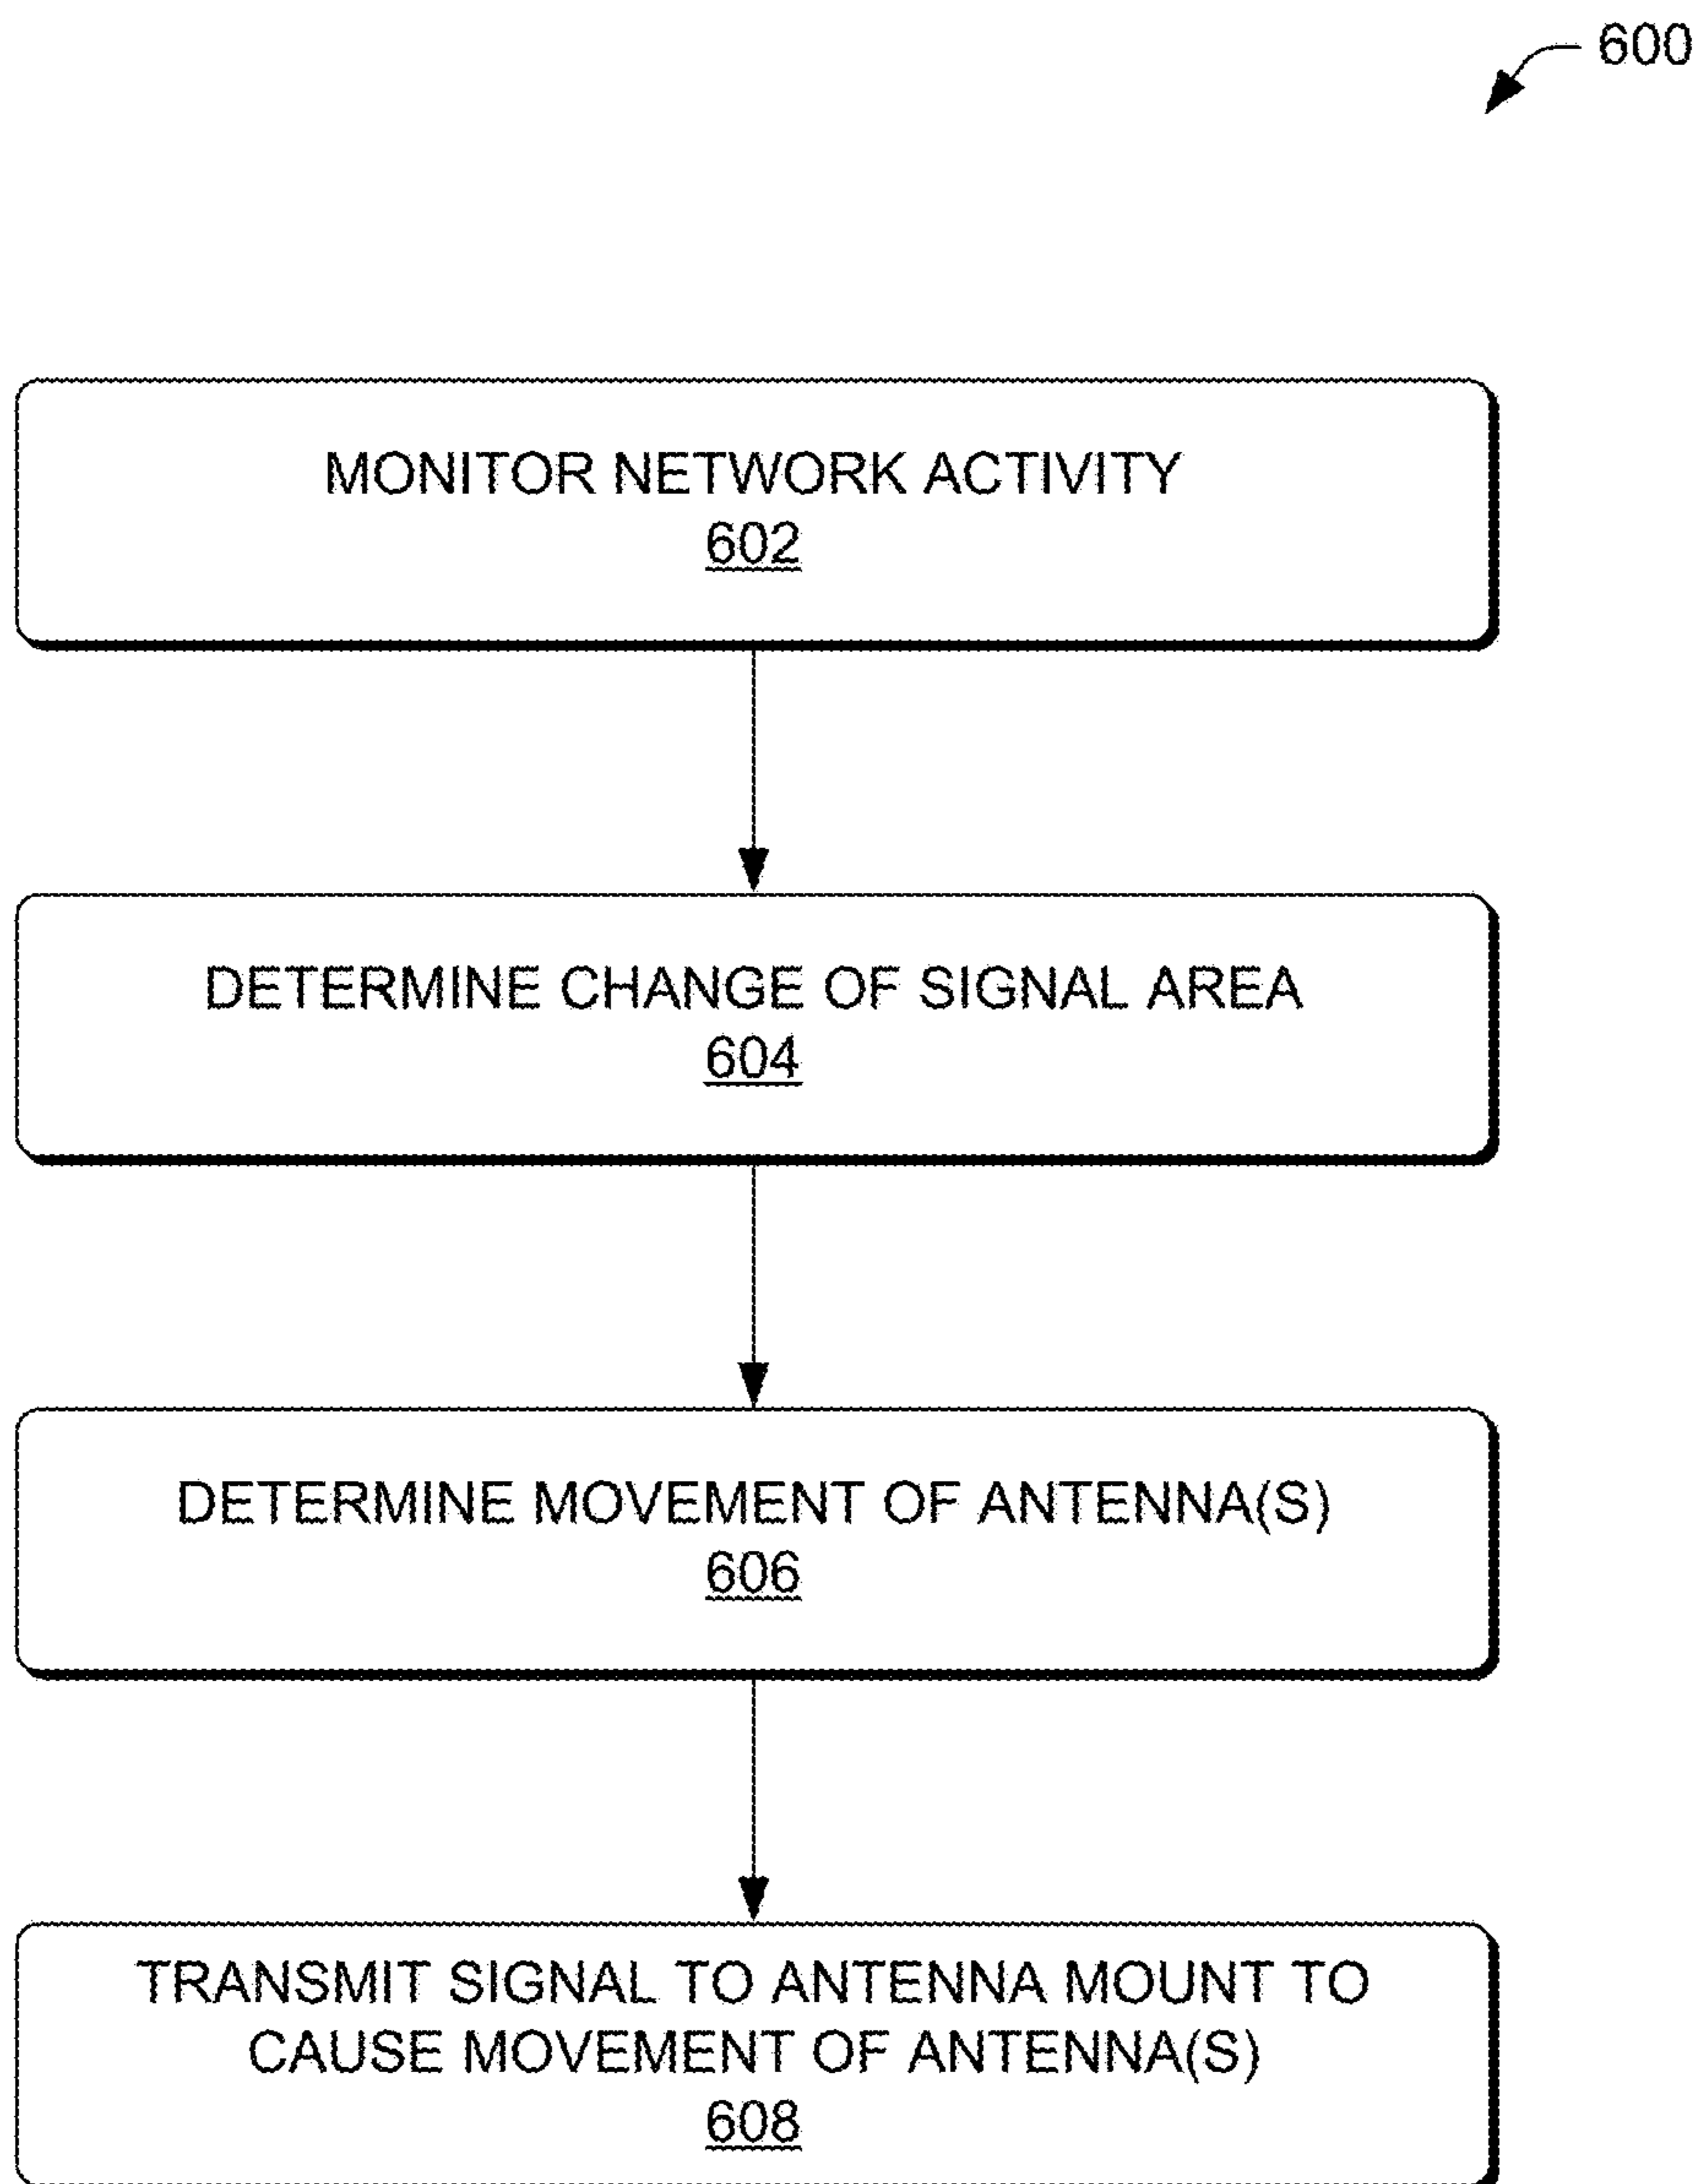 600
MONITOR NETWORK ACTIVITY
602
DETERMINE CHANGE OF SIGNAL AREA
604
DETERMINE MOVEMENT OF ANTENNA(S)
606
TRANSMIT SIGNAL TO ANTENNA MOUNT TO
CAUSE MOVEMENT OF ANTENNA(S)
608